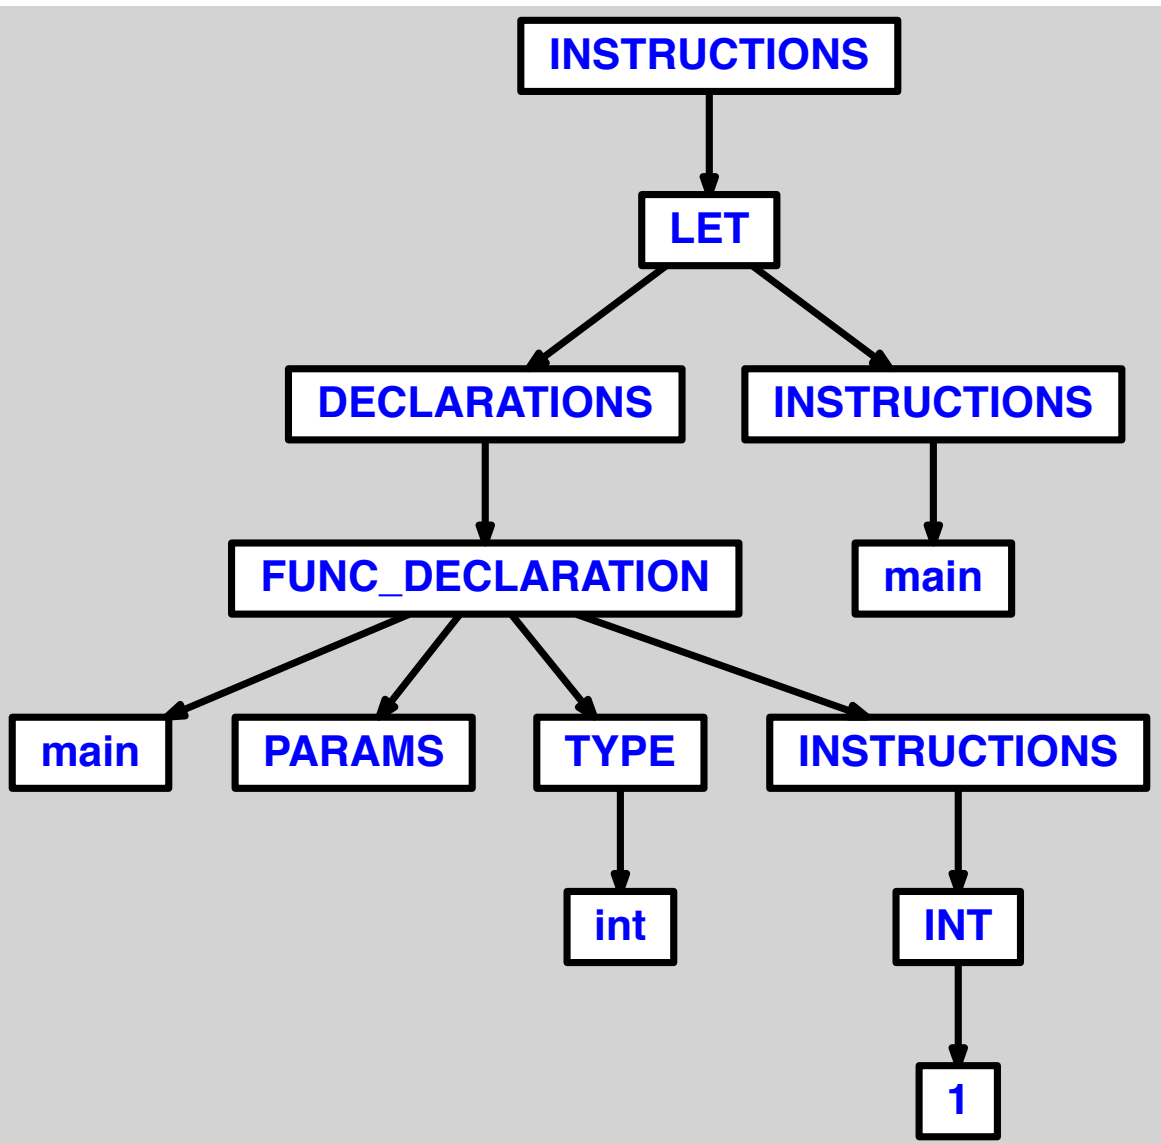 INSTRUCTIONS
LET
DECLARATIONS
INSTRUCTIONS
FUNC_DECLARATION
main
main
PARAMS
TYPE
INSTRUCTIONS
int
INT
1